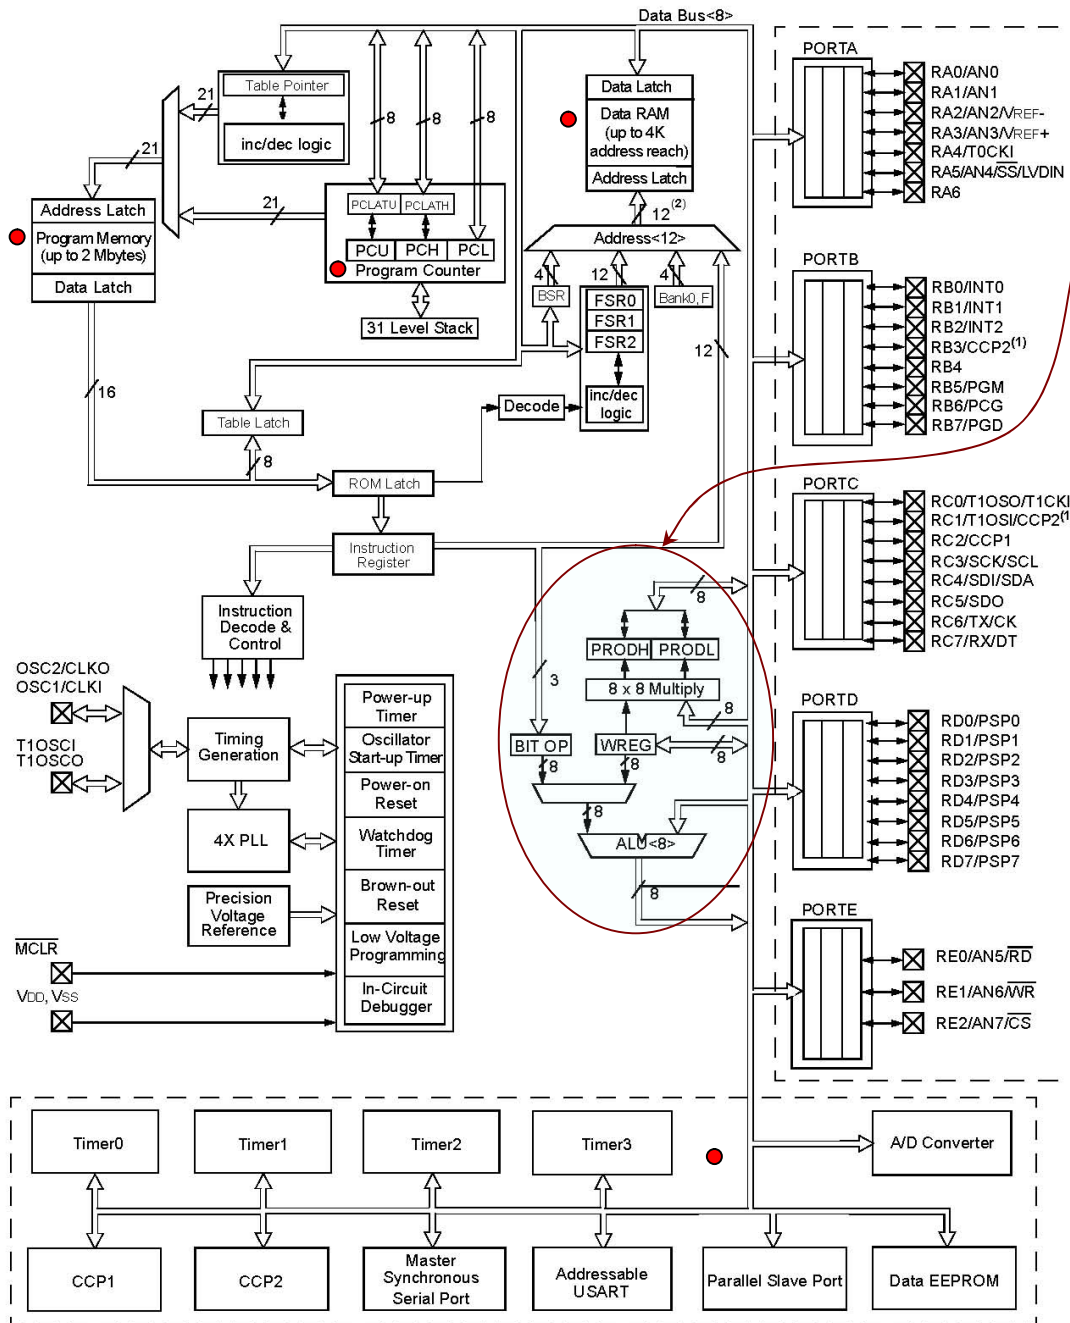 Data Bus<8>
PORTA
RA0/AN0
RA1/AN1
RA2/AN2/VREF-
RA3/AN3/VREF+
RA4/T0CKI
RA5/AN4/SS/LVDIN
RA6
Table Pointer
inc/dec logic
21
21
8
8
8
Data Latch
Data RAM
(up to 4K
address reach)
Address Latch
12(2)
Address<12>
21
PCLATU
PCLATH
PCU
PCH
PCL
Program Counter
31 Level Stack
Address Latch
Program Memory
(up to 2 Mbytes)
Data Latch
4
12
4
BSR
FSR0
FSR1
FSR2
Bank0, F
12
inc/dec
logic
Decode
16
Table Latch
8
ROM Latch
Instruction
Register
PORTB
RB0/INT0
RB1/INT1
RB2/INT2
RB3/CCP2(1)
RB4
RB5/PGM
RB6/PCG
RB7/PGD
PORTC
RC0/T1OSO/T1CKI
RC1/T1OSI/CCP2(1
RC2/CCP1
RC3/SCK/SCL
RC4/SDI/SDA
RC5/SDO
RC6/TX/CK
RC7/RX/DT
Instruction
Decode &
Control
OSC2/CLKO
OSC1/CLKI
T1OSCI
T1OSCO
Timing
Generation
4X PLL
Precision
Voltage
Reference
MCLR
VDD, VSS
Power-up
Timer
Oscillator
Start-up Timer
Power-on
Reset
Watchdog
Timer
Brown-out
Reset
Low Voltage
Programming
In-Circuit
Debugger
8
PRODH
PRODL
8 x 8 Multiply
3
8
BIT OP
WREG
8
8
8
8
ALU<8>
8
PORTD
RD0/PSP0
RD1/PSP1
RD2/PSP2
RD3/PSP3
RD4/PSP4
RD5/PSP5
RD6/PSP6
RD7/PSP7
PORTE
RE0/AN5/RD
RE1/AN6/WR
RE2/AN7/CS
Timer0
Timer1
Timer2
Timer3
A/D Converter
CCP1
CCP2
Master
Synchronous
Serial Port
Addressable
USART
Parallel Slave Port
Data EEPROM